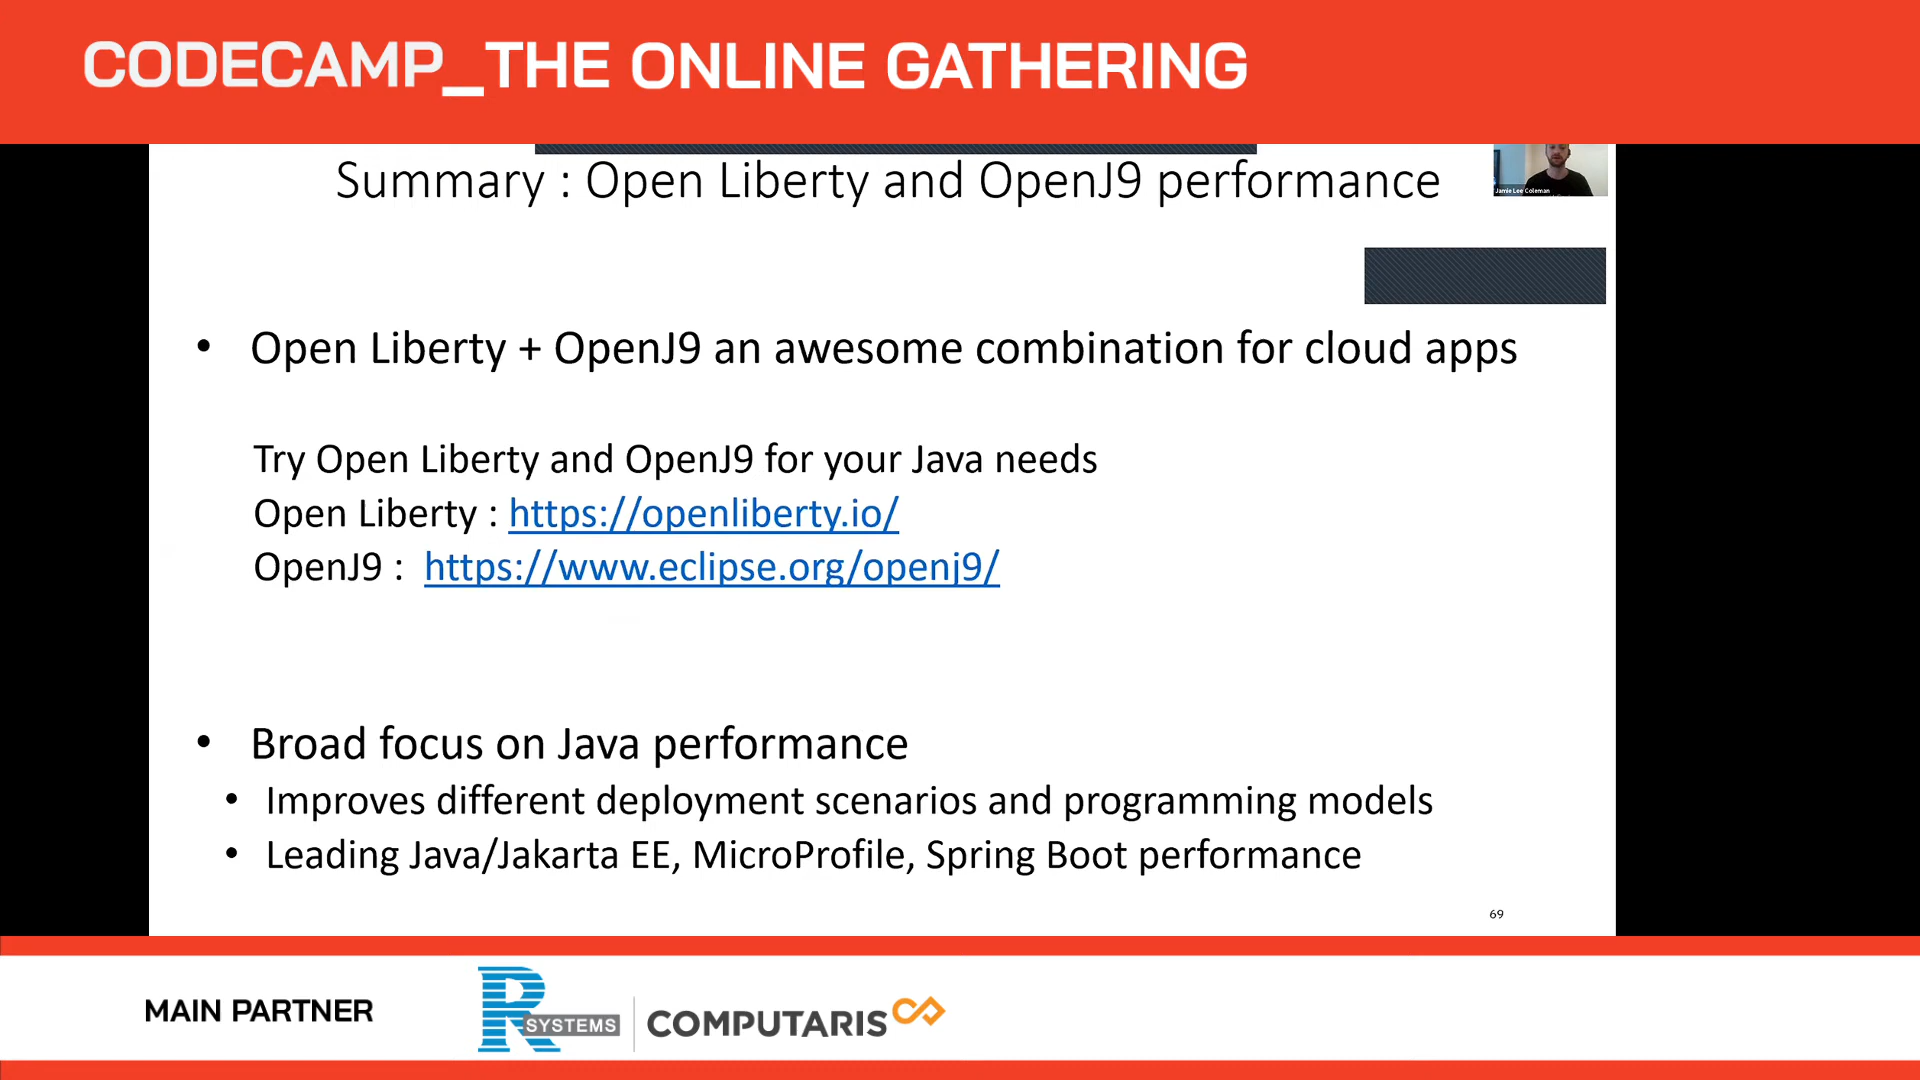 CODECAMP_THE ONLINE GATHERING
Summary : Open Liberty and OpenJ9 performance
Jamie Lee Coleman
• Open Liberty + OpenJ9 an awesome combination for cloud apps
Try Open Liberty and OpenJ9 for your Java needs
Open Liberty : https://openliberty.io/
OpenJ9 : https://www.eclipse.org/openj9/
• Broad focus on Java performance
• Improves different deployment scenarios and programming models
• Leading Java/Jakarta EE, MicroProfile, Spring Boot performance
69
MAIN PARTNER
R SYSTEMS
COMPUTARIS